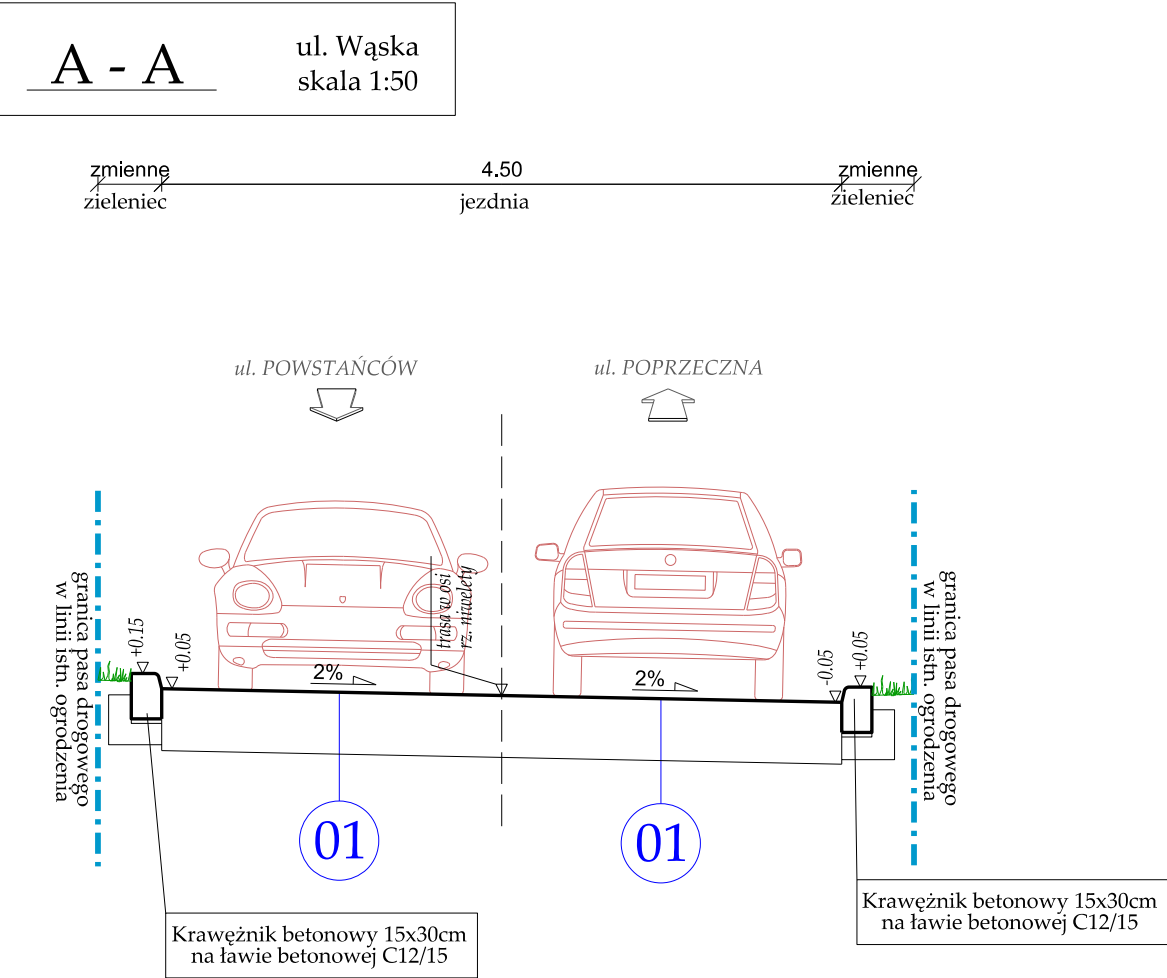 A - A
ul. Wąska
skala 1:50
zmienne
4.50
zmienne
zieleniec
jezdnia
zieleniec
ul. POWSTAŃCÓW
ul. POPRZECZNA
granica pasa drogowego
w linii istn. ogrodzenia
+0.15
+0.05
2%
trasa w osi
rz. niwelety
2%
-0.05
+0.05
granica pasa drogowego
w linii istn. ogrodzenia
01
01
Krawężnik betonowy 15x30cm
na ławie betonowej C12/15
Krawężnik betonowy 15x30cm
na ławie betonowej C12/15